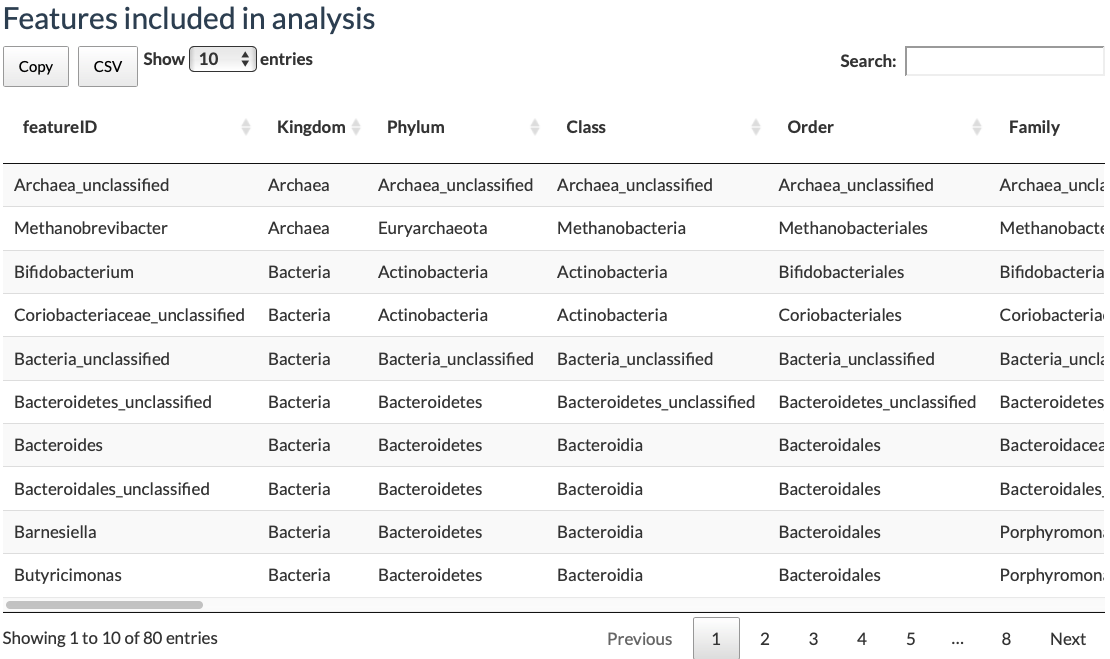 Features included in analysis
Copy CSV Show 10 entries Search:
featureID Kingdom Phylum Class Order Family
Archaea_unclassified Archaea Archaea_unclassified Archaea_unclassified Archaea_unclassified Archaea_uncla
Methanobrevibacter Archaea Euryarchaeota Methanobacteria Methanobacteriales Methanobacte
Bifidobacterium Bacteria Actinobacteria Actinobacteria Bifidobacteriales Bifidobacteria
Coriobacteriaceae_unclassified Bacteria Actinobacteria Actinobacteria Coriobacteriales Coriobacteria
Bacteria_unclassified Bacteria Bacteria_unclassified Bacteria_unclassified Bacteria_unclassified Bacteria_uncla
Bacteroidetes_unclassified Bacteria Bacteroidetes Bacteroidetes_unclassified Bacteroidetes_unclassified Bacteroidetes
Bacteroides Bacteria Bacteroidetes Bacteroidia Bacteroidales Bacteroidacea
Bacteroidales_unclassified Bacteria Bacteroidetes Bacteroidia Bacteroidales Bacteroidales_
Barnesiella Bacteria Bacteroidetes Bacteroidia Bacteroidales Porphyromon
Butyricimonas Bacteria Bacteroidetes Bacteroidia Bacteroidales Porphyromon
Showing 1 to 10 of 80 entries Previous 1 2 3 4 5 ... 8 Next